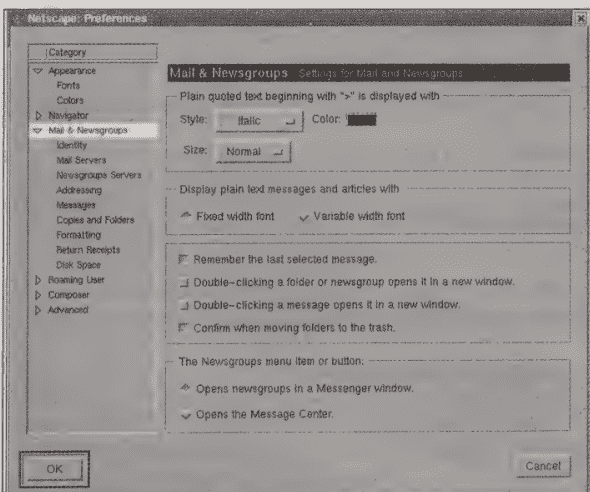 Netscape: Preferences
Category
Appearance
Fonts
Colors
Navigator
Mail & Newsgroups
Identity
Mail Servers
Newsgroups Servers
Addressing
Messages
Copies and Folders
Formatting
Return Receipts
Disk Space
Roaming User
Composer
Advanced
Mail & Newsgroups Settings for Mail and Newsgroups
Plain quoted text beginning with ">" is displayed with
Style: Italic Color:
Size: Normal
Display plain text messages and articles with
Fixed width font Variable width font
Remember the last selected message.
Double-clicking a folder or newsgroup opens it in a new window.
Double-clicking a message opens it in a new window.
Confirm when moving folders to the trash.
The Newsgroups menu item or button:
Opens newsgroups in a Messenger window.
Opens the Message Center.
OK
Cancel